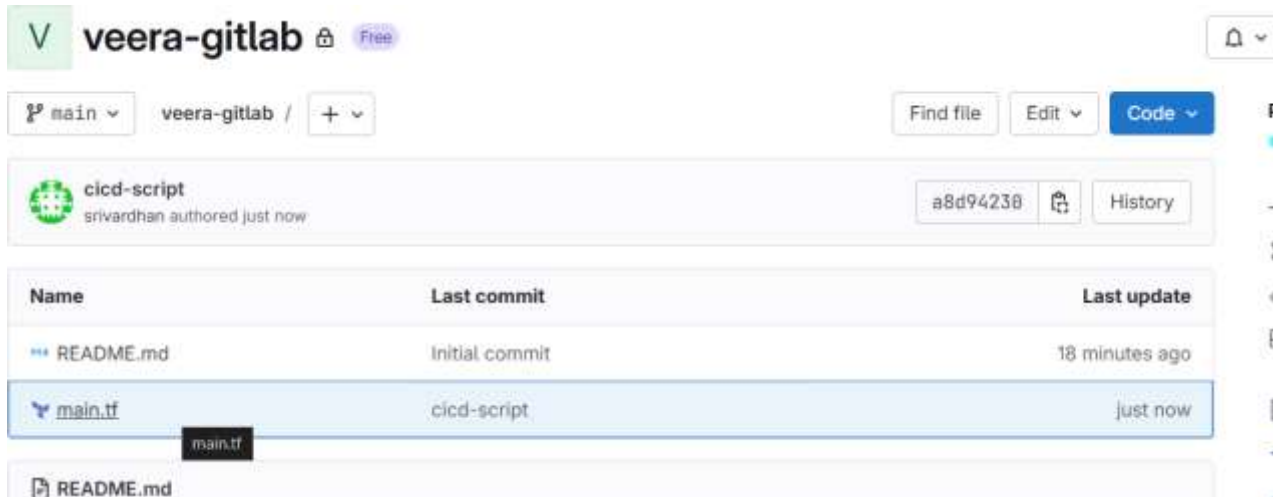 V veera-gitlab Free
main veera-gitlab / + Find file Edit Code
cicd-script
srivardhan authored just now
a8d94230 History
Name Last commit Last update
README.md Initial commit 18 minutes ago
main.tf cicd-script just now
main.tf
README.md